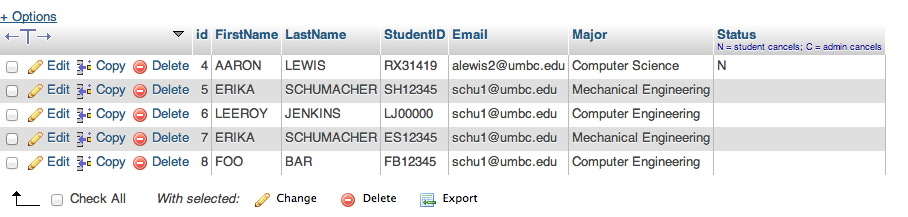 + Options
←T→ id FirstName LastName StudentID Email Major Status
N = student cancels; C = admin cancels
Edit Copy Delete 4 AARON LEWIS RX31419 alewis2@umbc.edu Computer Science N
Edit Copy Delete 5 ERIKA SCHUMACHER SH12345 schu1@umbc.edu Mechanical Engineering
Edit Copy Delete 6 LEEROY JENKINS LJ00000 schu1@umbc.edu Computer Engineering
Edit Copy Delete 7 ERIKA SCHUMACHER ES12345 schu1@umbc.edu Mechanical Engineering
Edit Copy Delete 8 FOO BAR FB12345 schu1@umbc.edu Computer Engineering
Check All With selected: Change Delete Export